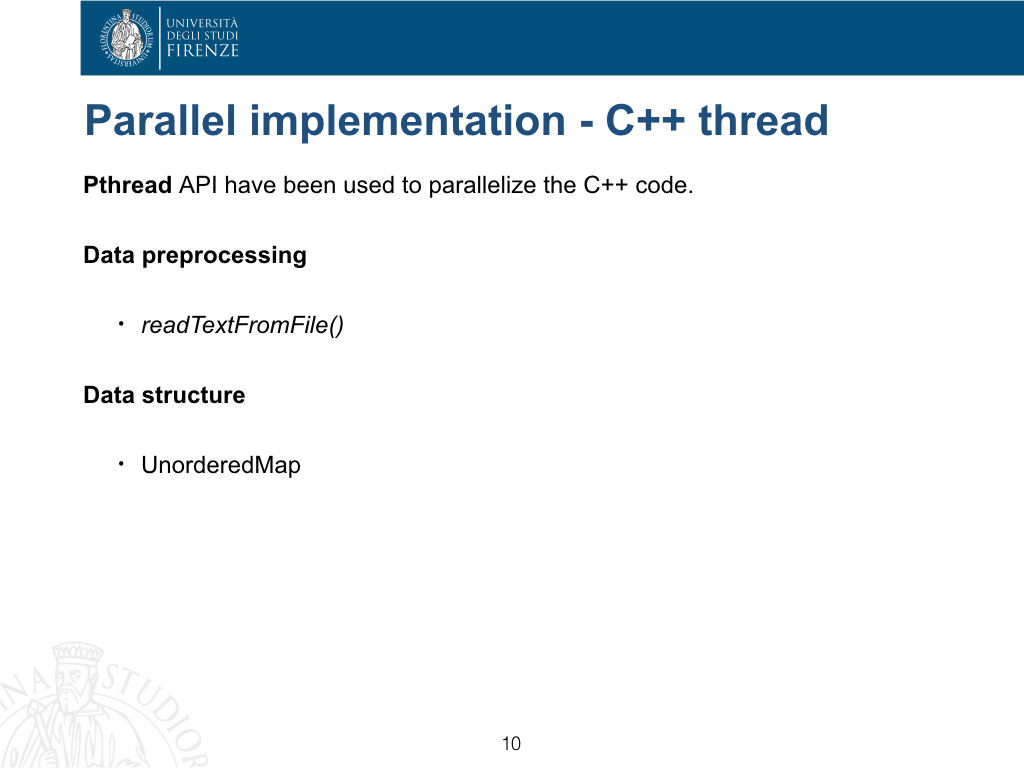 UNIVERSITÀ
DEGLI STUDI
FIRENZE
Parallel implementation - C++ thread
Pthread API have been used to parallelize the C++ code.
Data preprocessing
• readTextFromFile()
Data structure
• UnorderedMap
10